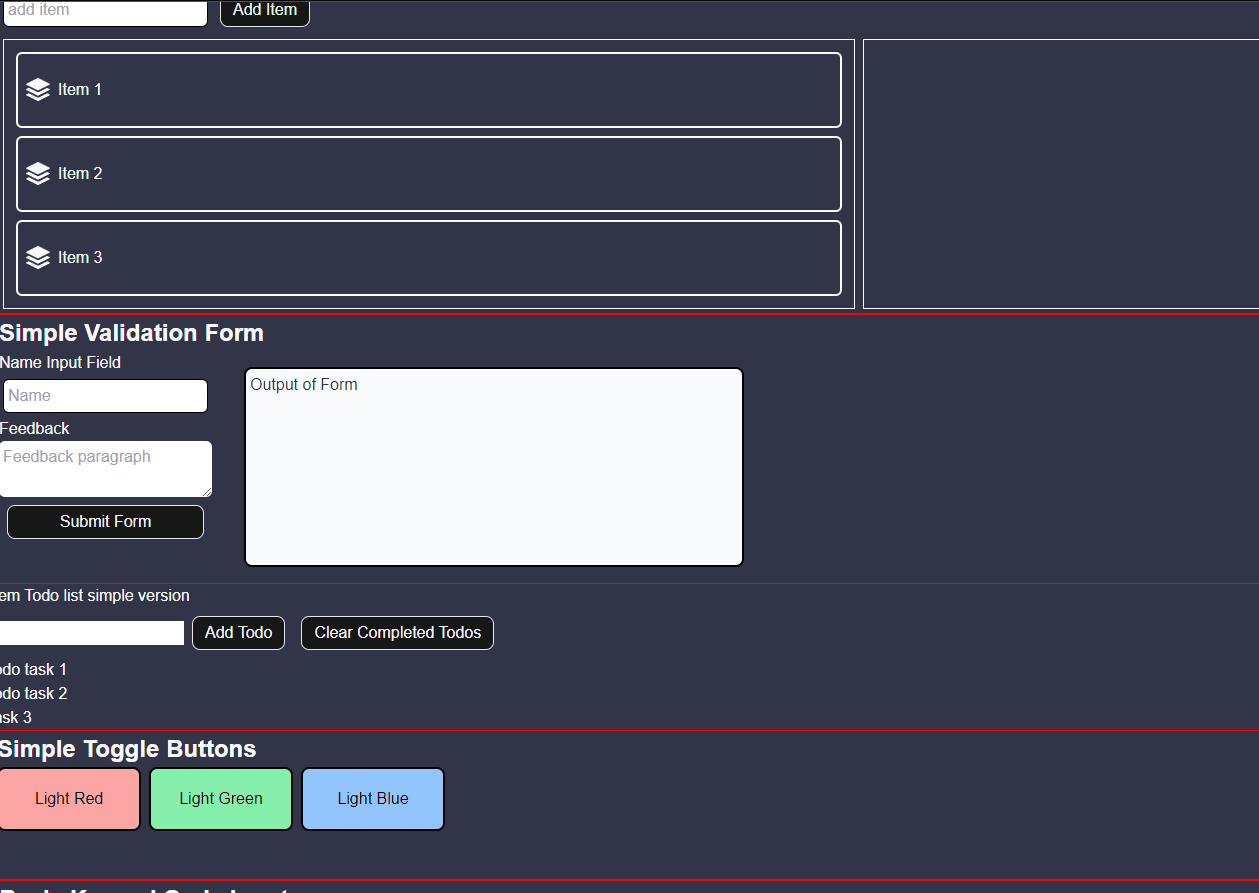 add item
Add Item
Item 1
Item 2
Item 3
Simple Validation Form
Name Input Field
Name
Feedback
Feedback paragraph
Submit Form
Output of Form
em Todo list simple version
Add Todo
Clear Completed Todos
odo task 1
odo task 2
ask 3
Simple Toggle Buttons
Light Red
Light Green
Light Blue